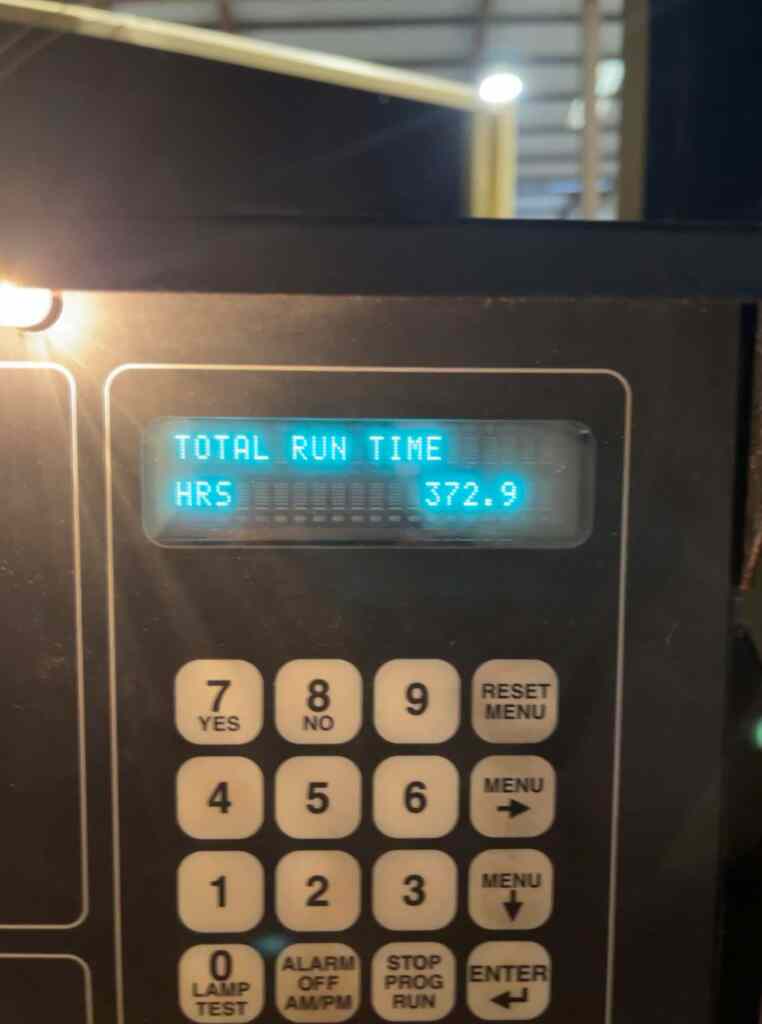 TOTAL RUN TIME
HRS 372.9
7 YES
8 NO
9
RESET MENU
4
5
6
MENU
1
2
3
MENU
0 LAMP TEST
ALARM OFF AM/PM
STOP PROG RUN
ENTER